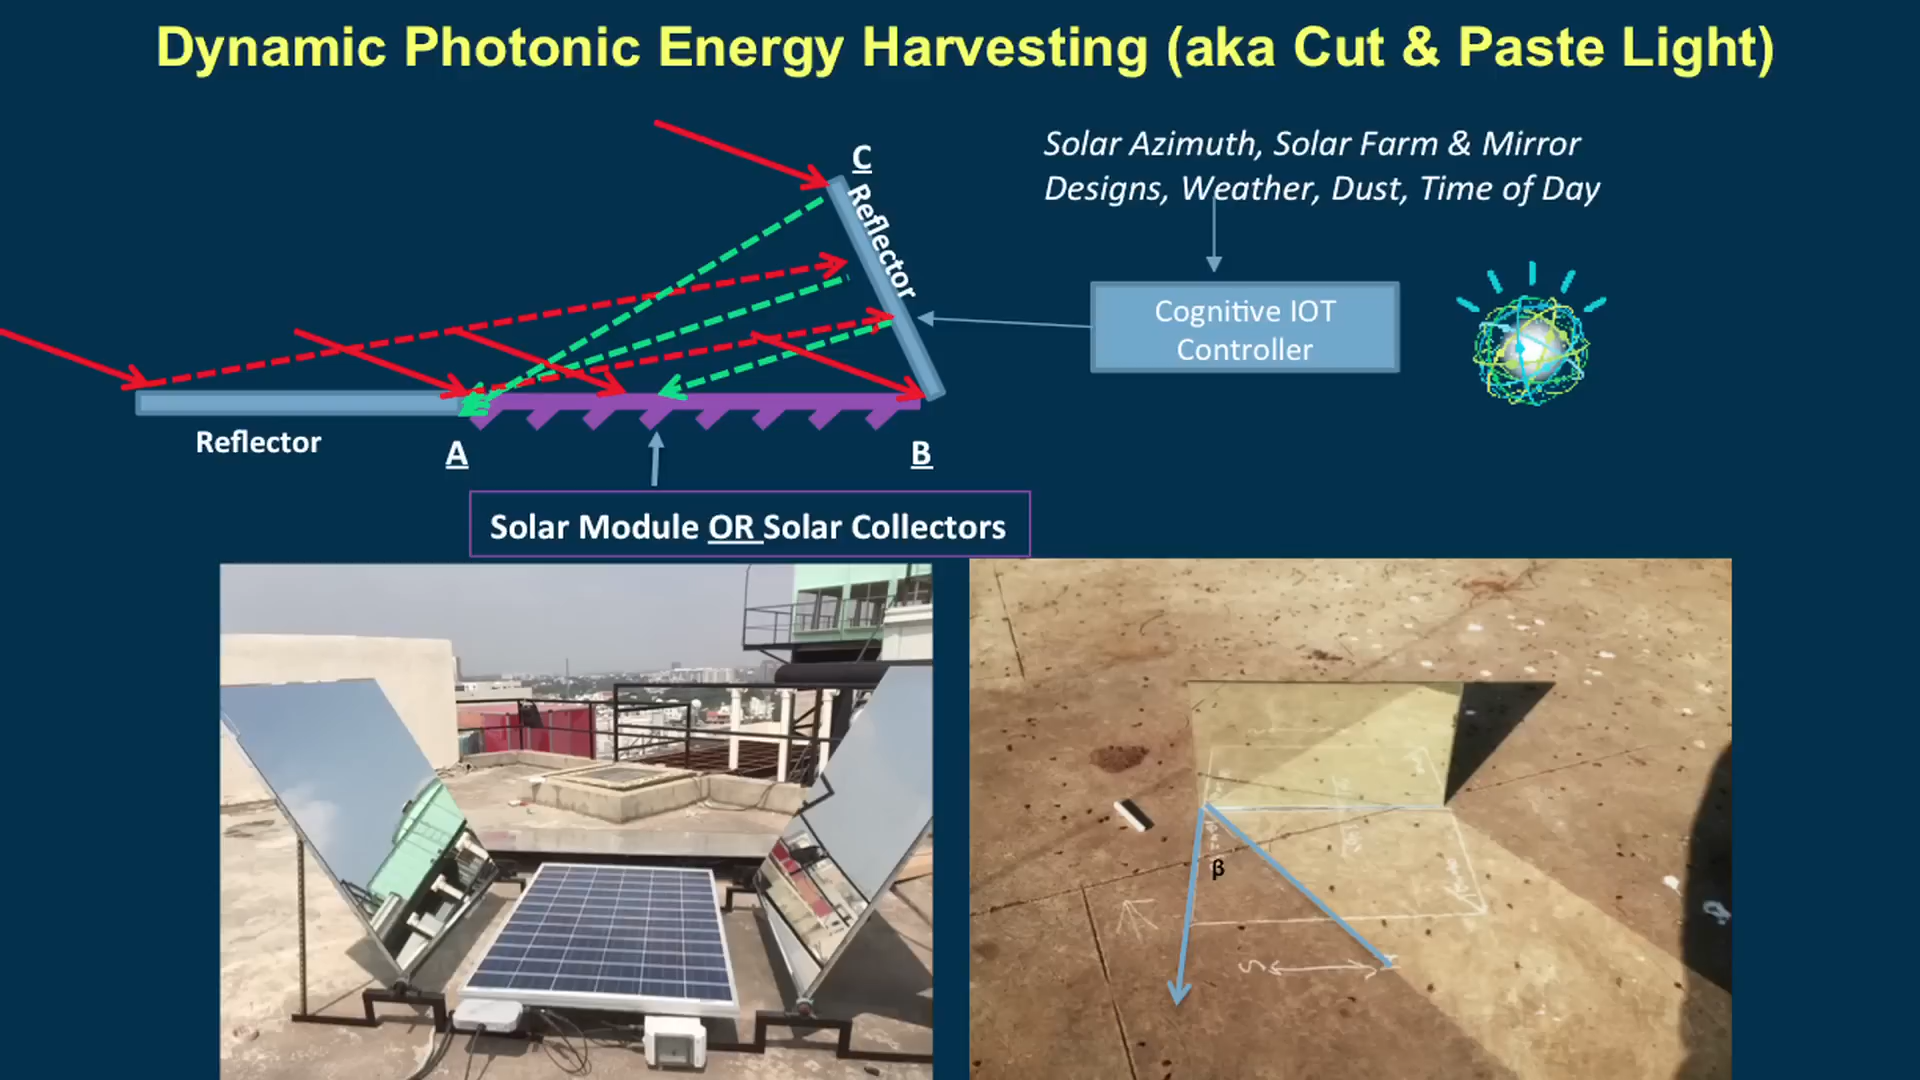 Dynamic Photonic Energy Harvesting (aka Cut & Paste Light)
C
Reflector
Solar Azimuth, Solar Farm & Mirror
Designs, Weather, Dust, Time of Day
Cognitive IOT
Controller
Reflector
A
B
Solar Module OR Solar Collectors
β
S